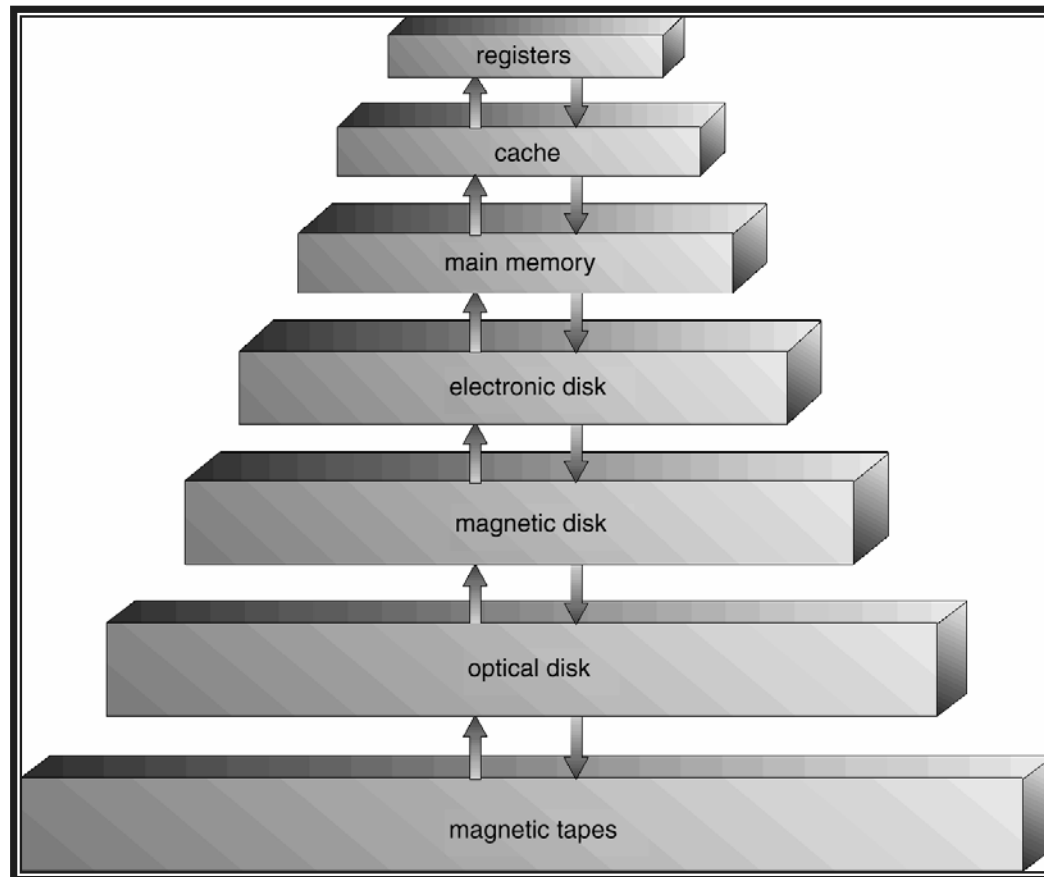 registers
cache
main memory
electronic disk
magnetic disk
optical disk
magnetic tapes